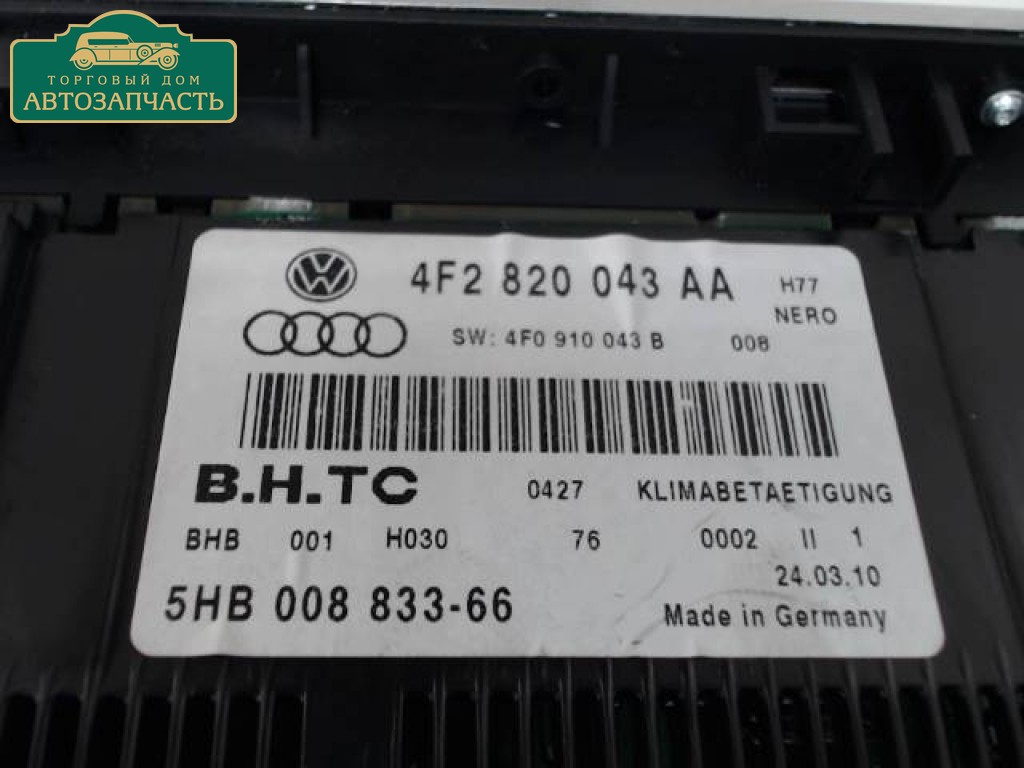 ТОРГОВЫЙ ДОМ
АВТОЗАПЧАСТЬ
4F2 820 043 AA H77
NERO
SW: 4F0 910 043 B 008
B.H.TC 0427 KLIMABETAETIGUNG
BHB 001 H030 76 0002 II 1
24.03.10
5HB 008 833-66 Made in Germany